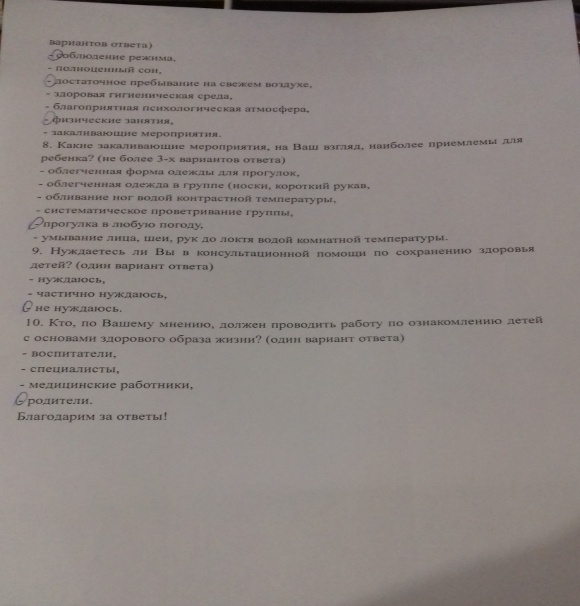 вариантов ответа)
- соблюдение режима,
- полноценный сон,
- достаточное пребывание на свежем воздухе,
- здоровая гигиеническая среда,
- благоприятная психологическая атмосфера,
- физические занятия,
- закаливающие мероприятия.
8. Какие закаливающие мероприятия, на Ваш взгляд, наиболее приемлемы для
ребенка? (не более 3-х вариантов ответа)
- облегченная форма одежды для прогулок,
- облегченная одежда в группе (носки, короткий рукав,
- обливание ног водой контрастной температуры,
- систематическое проветривание группы,
- прогулка в любую погоду,
- умывание лица, шеи, рук до локтя водой комнатной температуры.
9. Нуждаетесь ли Вы в консультационной помощи по сохранению здоровья
детей? (один вариант ответа)
- нуждаюсь,
- частично нуждаюсь,
- не нуждаюсь.
10. Кто, по Вашему мнению, должен проводить работу по ознакомлению детей
с основами здорового образа жизни? (один вариант ответа)
- воспитатели,
- специалисты,
- медицинские работники,
- родители.
Благодарим за ответы!